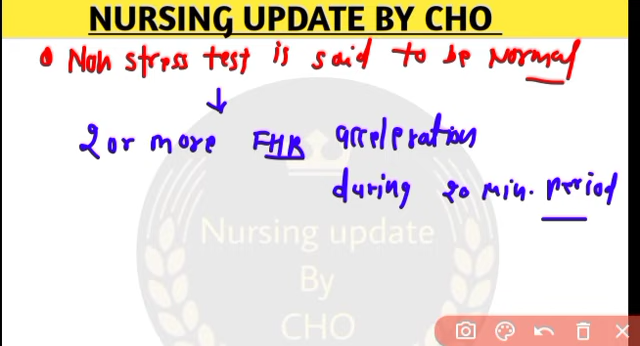 NURSING UPDATE BY CHO
Non stress test is said to be normal
2 or more FHR acceleration
during 20 min. period
Nursing update
By
CHO